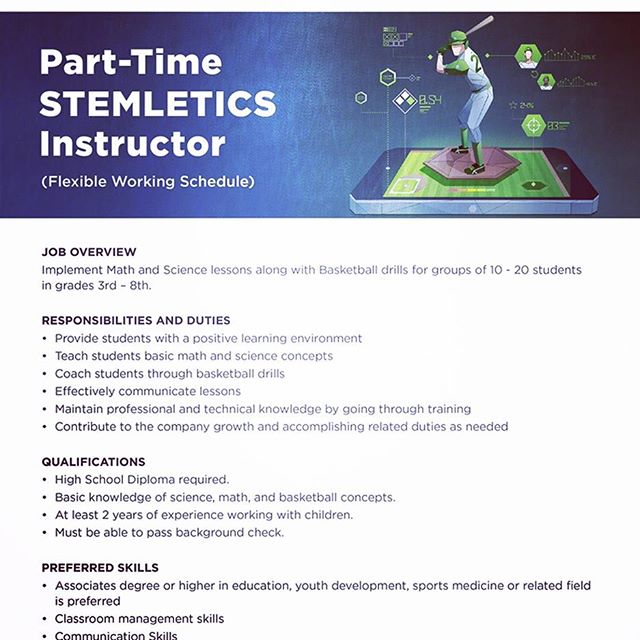 Part-Time
STEMLETICS
Instructor
(Flexible Working Schedule)
2
0.54
24%
83
JOB OVERVIEW
Implement Math and Science lessons along with Basketball drills for groups of 10 - 20 students
in grades 3rd – 8th.
RESPONSIBILITIES AND DUTIES
• Provide students with a positive learning environment
• Teach students basic math and science concepts
• Coach students through basketball drills
• Effectively communicate lessons
• Maintain professional and technical knowledge by going through training
• Contribute to the company growth and accomplishing related duties as needed
QUALIFICATIONS
• High School Diploma required.
• Basic knowledge of science, math, and basketball concepts.
• At least 2 years of experience working with children.
• Must be able to pass background check.
PREFERRED SKILLS
• Associates degree or higher in education, youth development, sports medicine or related field
is preferred
• Classroom management skills
• Communication Skills